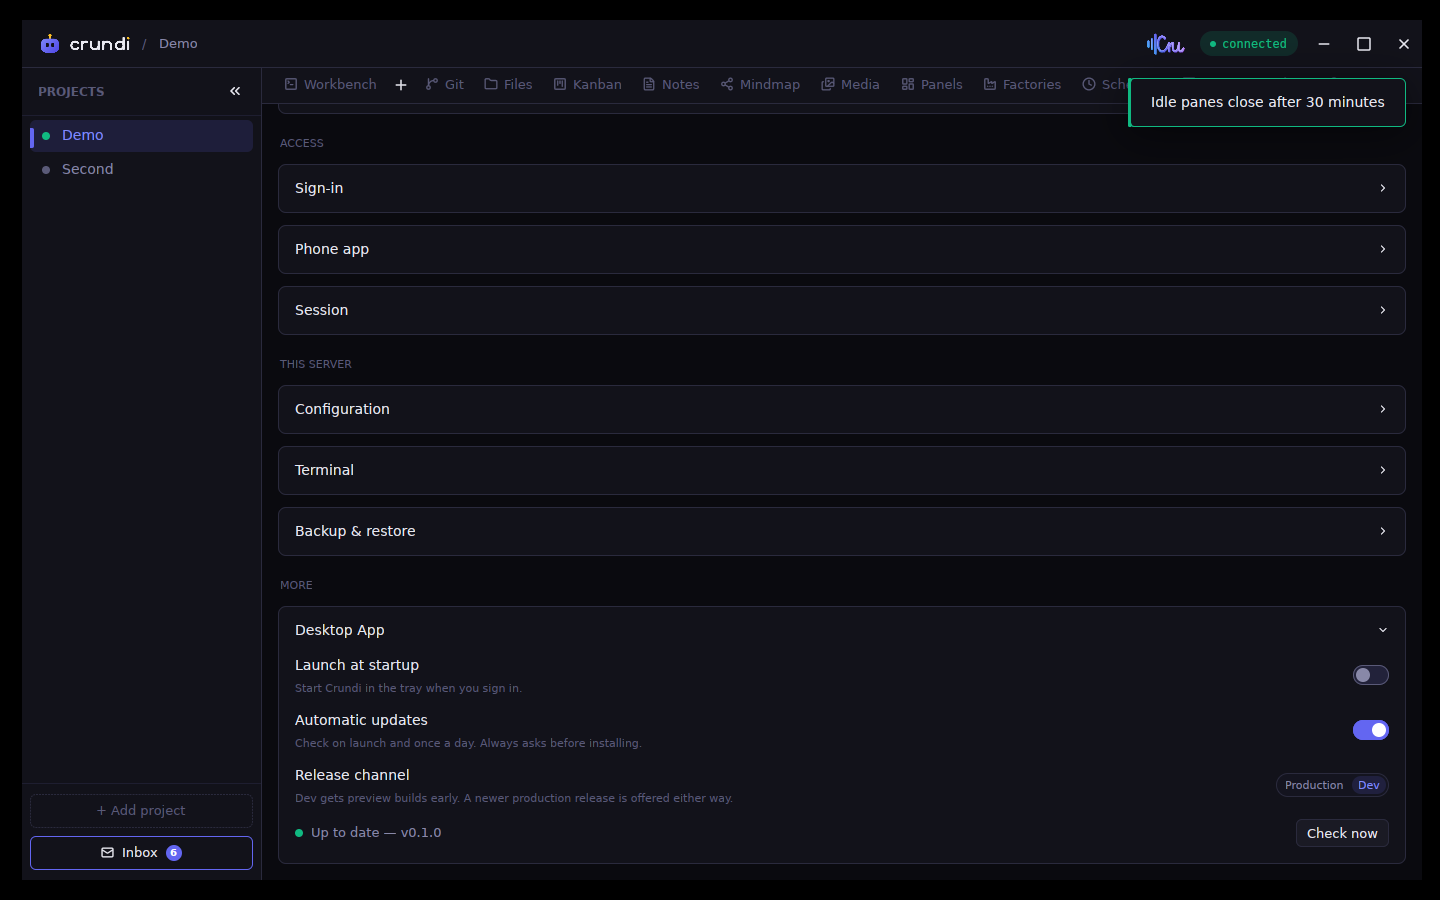 crundi / Demo
Cru
connected
PROJECTS
Workbench
Git
Files
Kanban
Notes
Mindmap
Media
Panels
Factories
Idle panes close after 30 minutes
Demo
Second
ACCESS
Sign-in
Phone app
Session
THIS SERVER
Configuration
Terminal
Backup & restore
MORE
Desktop App
Launch at startup
Start Crundi in the tray when you sign in.
Automatic updates
Check on launch and once a day. Always asks before installing.
Release channel
Dev gets preview builds early. A newer production release is offered either way.
Production Dev
Up to date — v0.1.0
Check now
+ Add project
Inbox 6